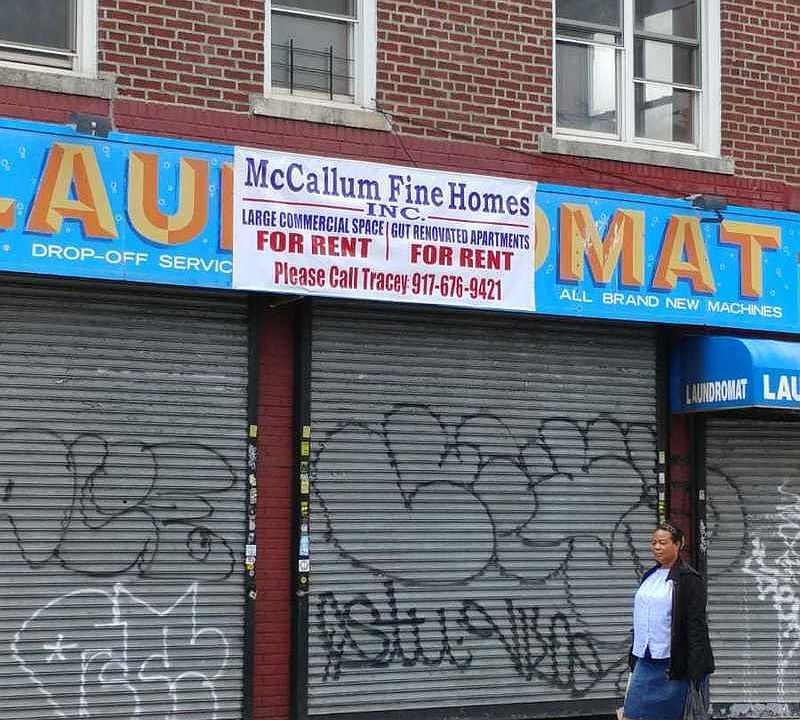 LAU
OMAT
DROP-OFF SERVIC
ALL BRAND NEW MACHINES
McCallum Fine Homes
INC.
LARGE COMMERCIAL SPACE GUT RENOVATED APARTMENTS
FOR RENT FOR RENT
Please Call Tracey 917-676-9421
LAUNDROMAT LAU